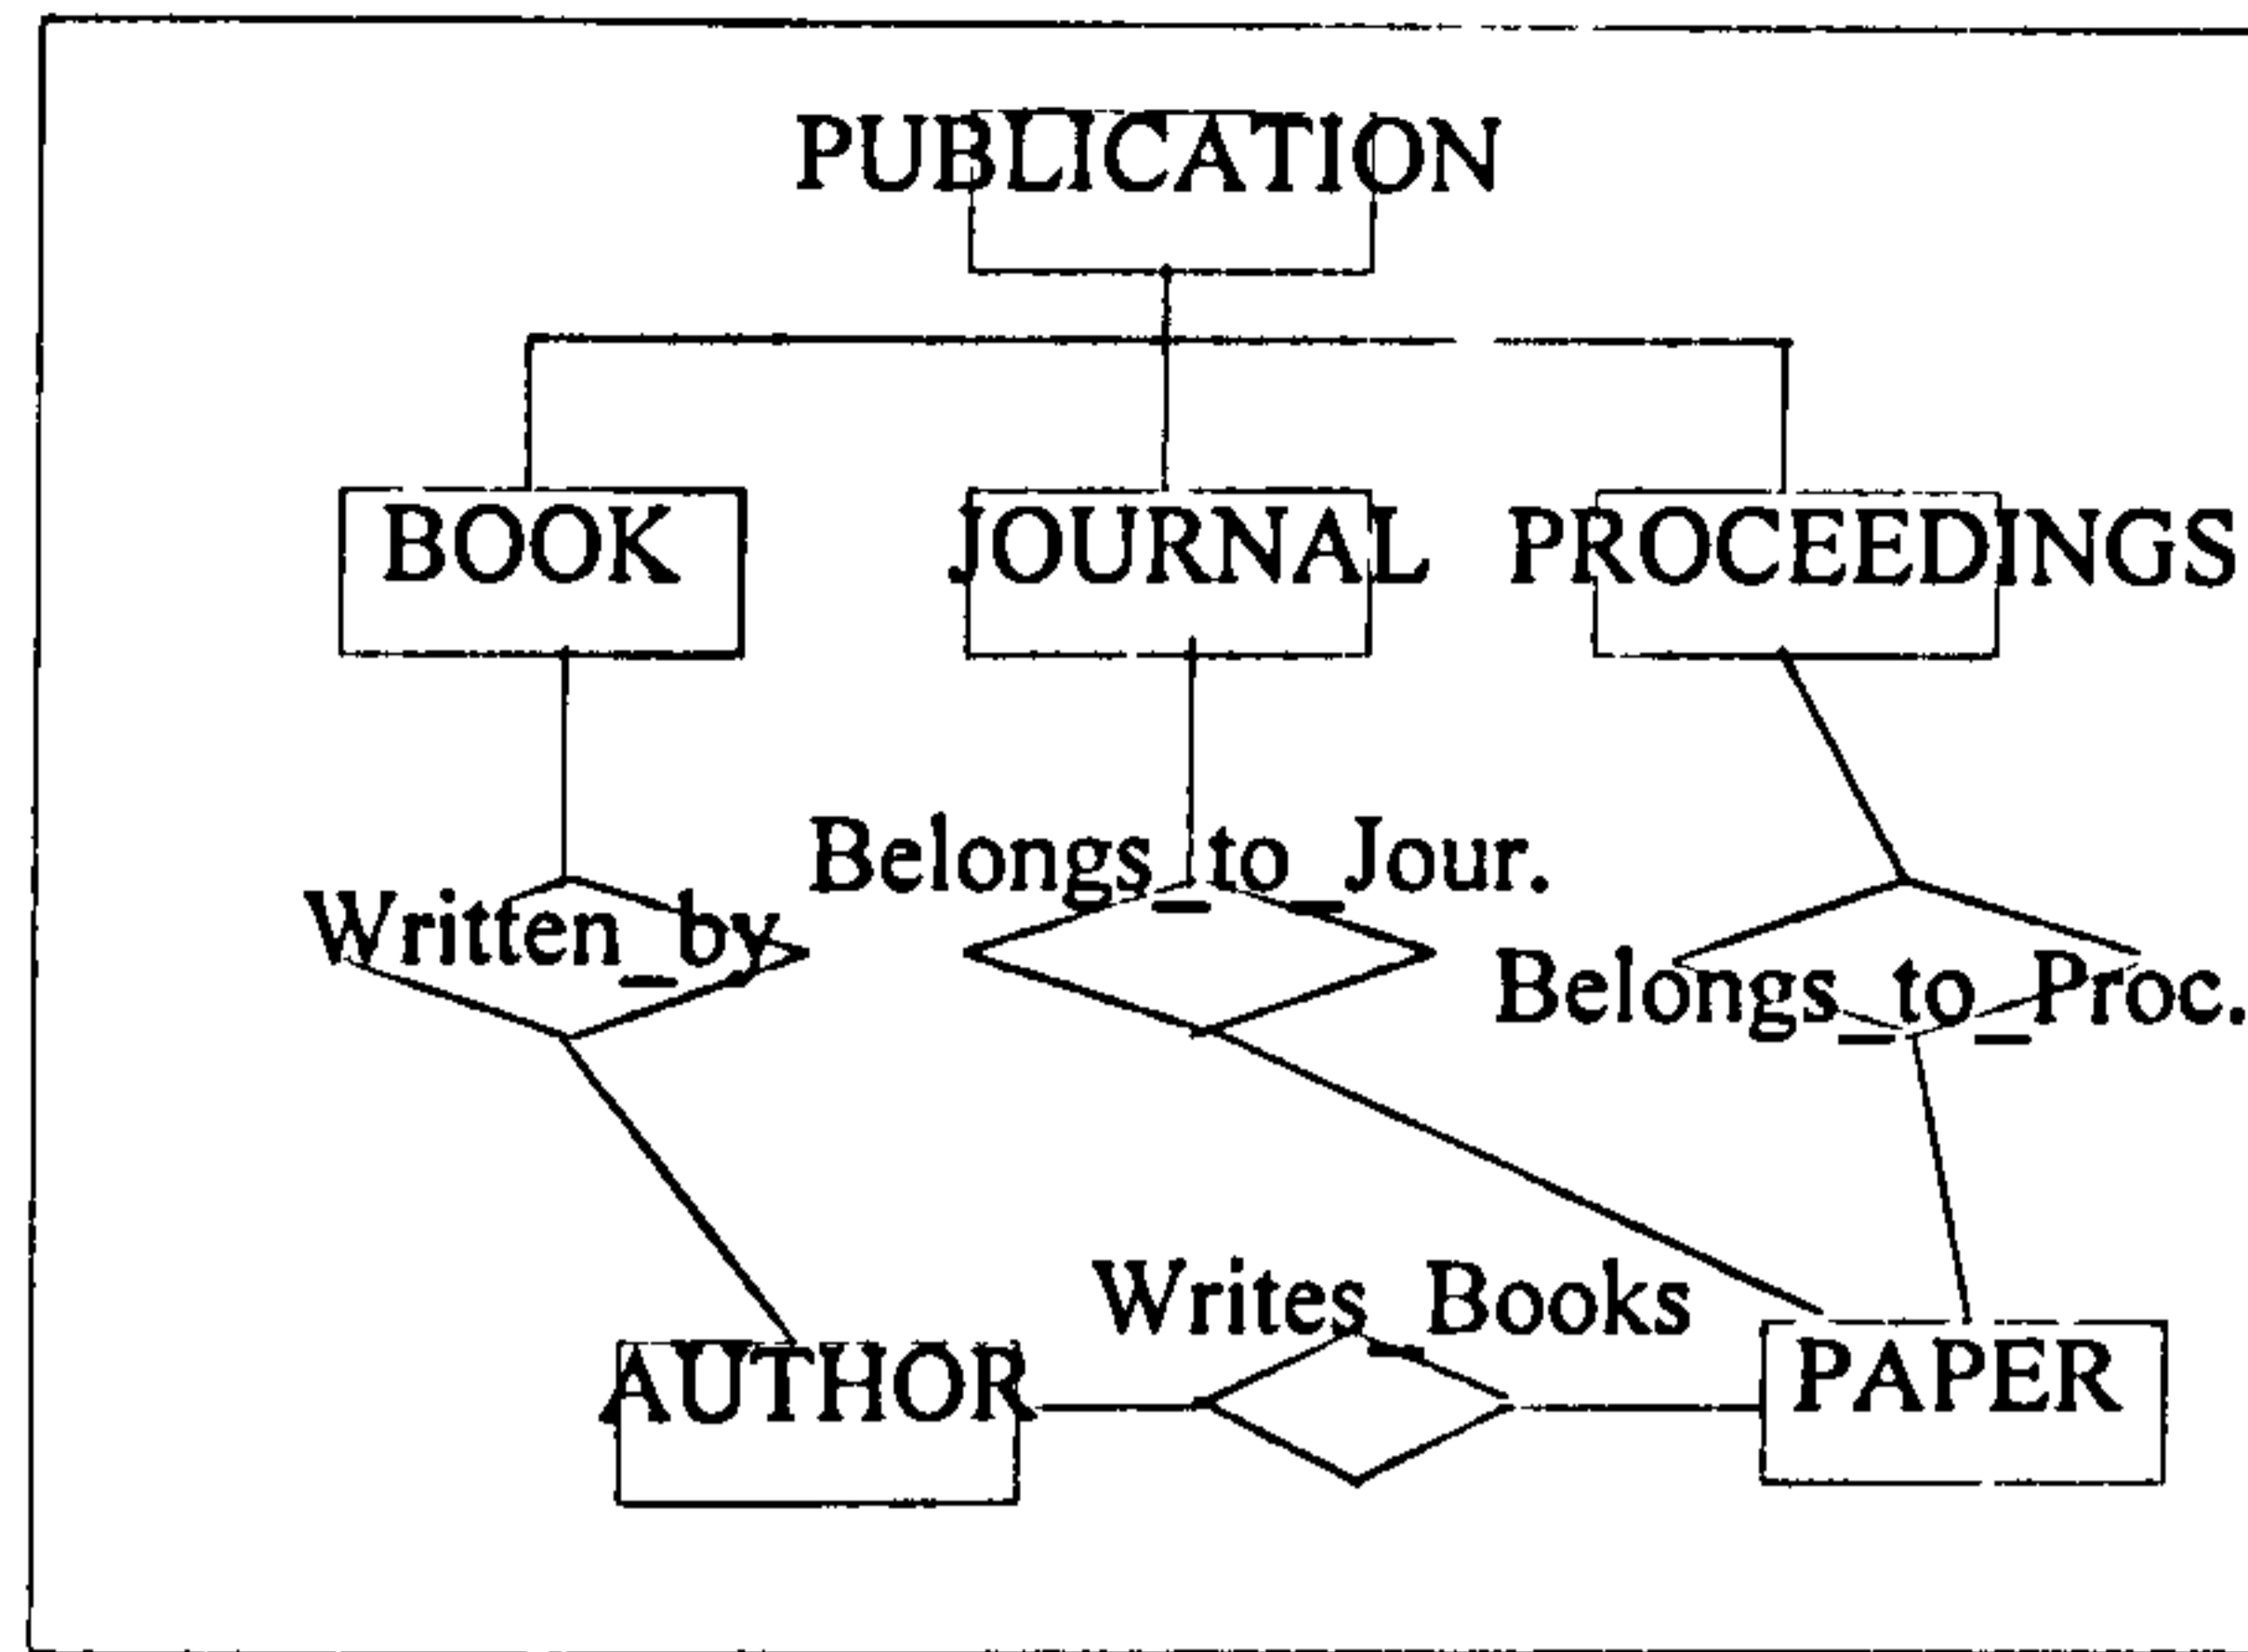 PUBLICATION
BOOK JOURNAL PROCEEDINGS
Belongs_to_Jour.
Written_by
Belongs_to_Proc.
Writes_Books
AUTHOR PAPER